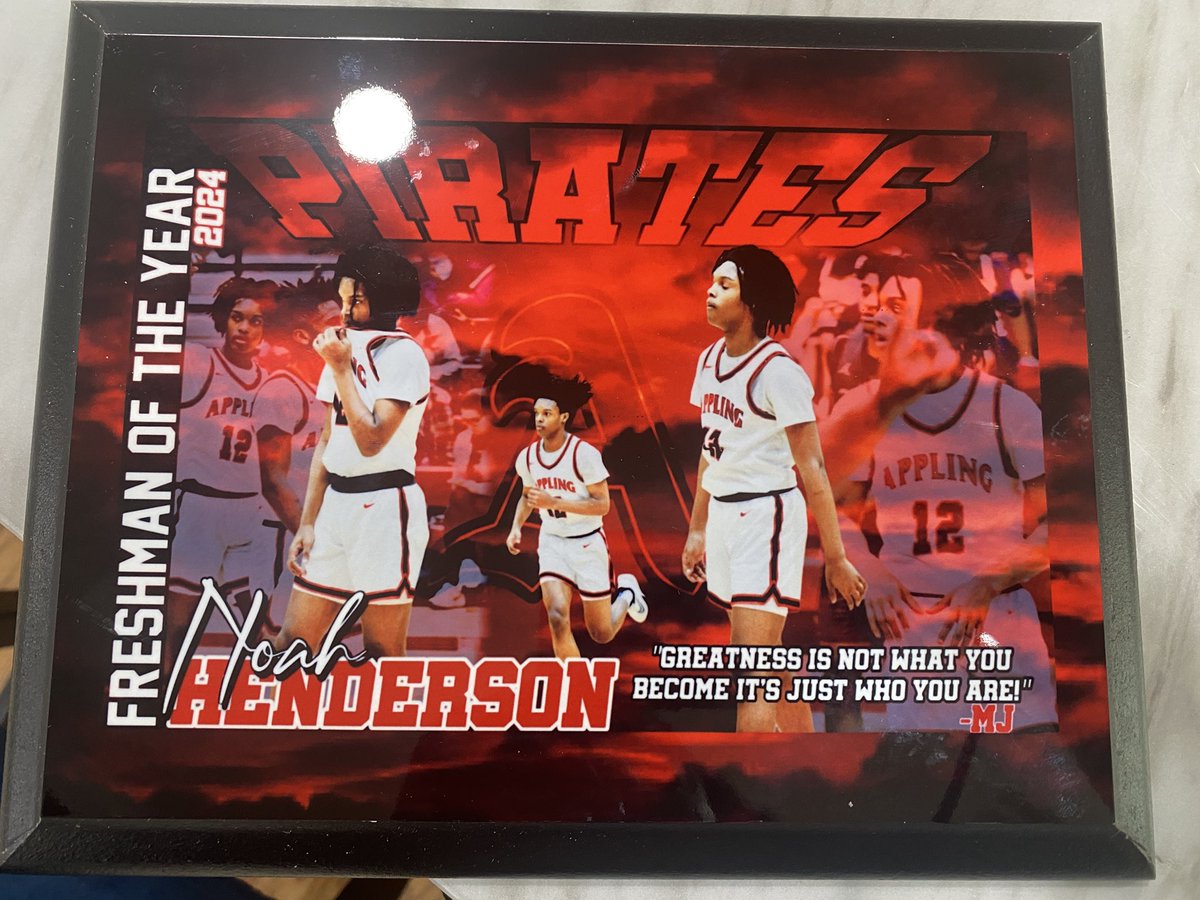 PIRATES
FRESHMAN OF THE YEAR
2024
APPLING
12
APPLING
APPLING
12
Noah
HENDERSON
"GREATNESS IS NOT WHAT YOU
BECOME IT'S JUST WHO YOU ARE!"
-MJ